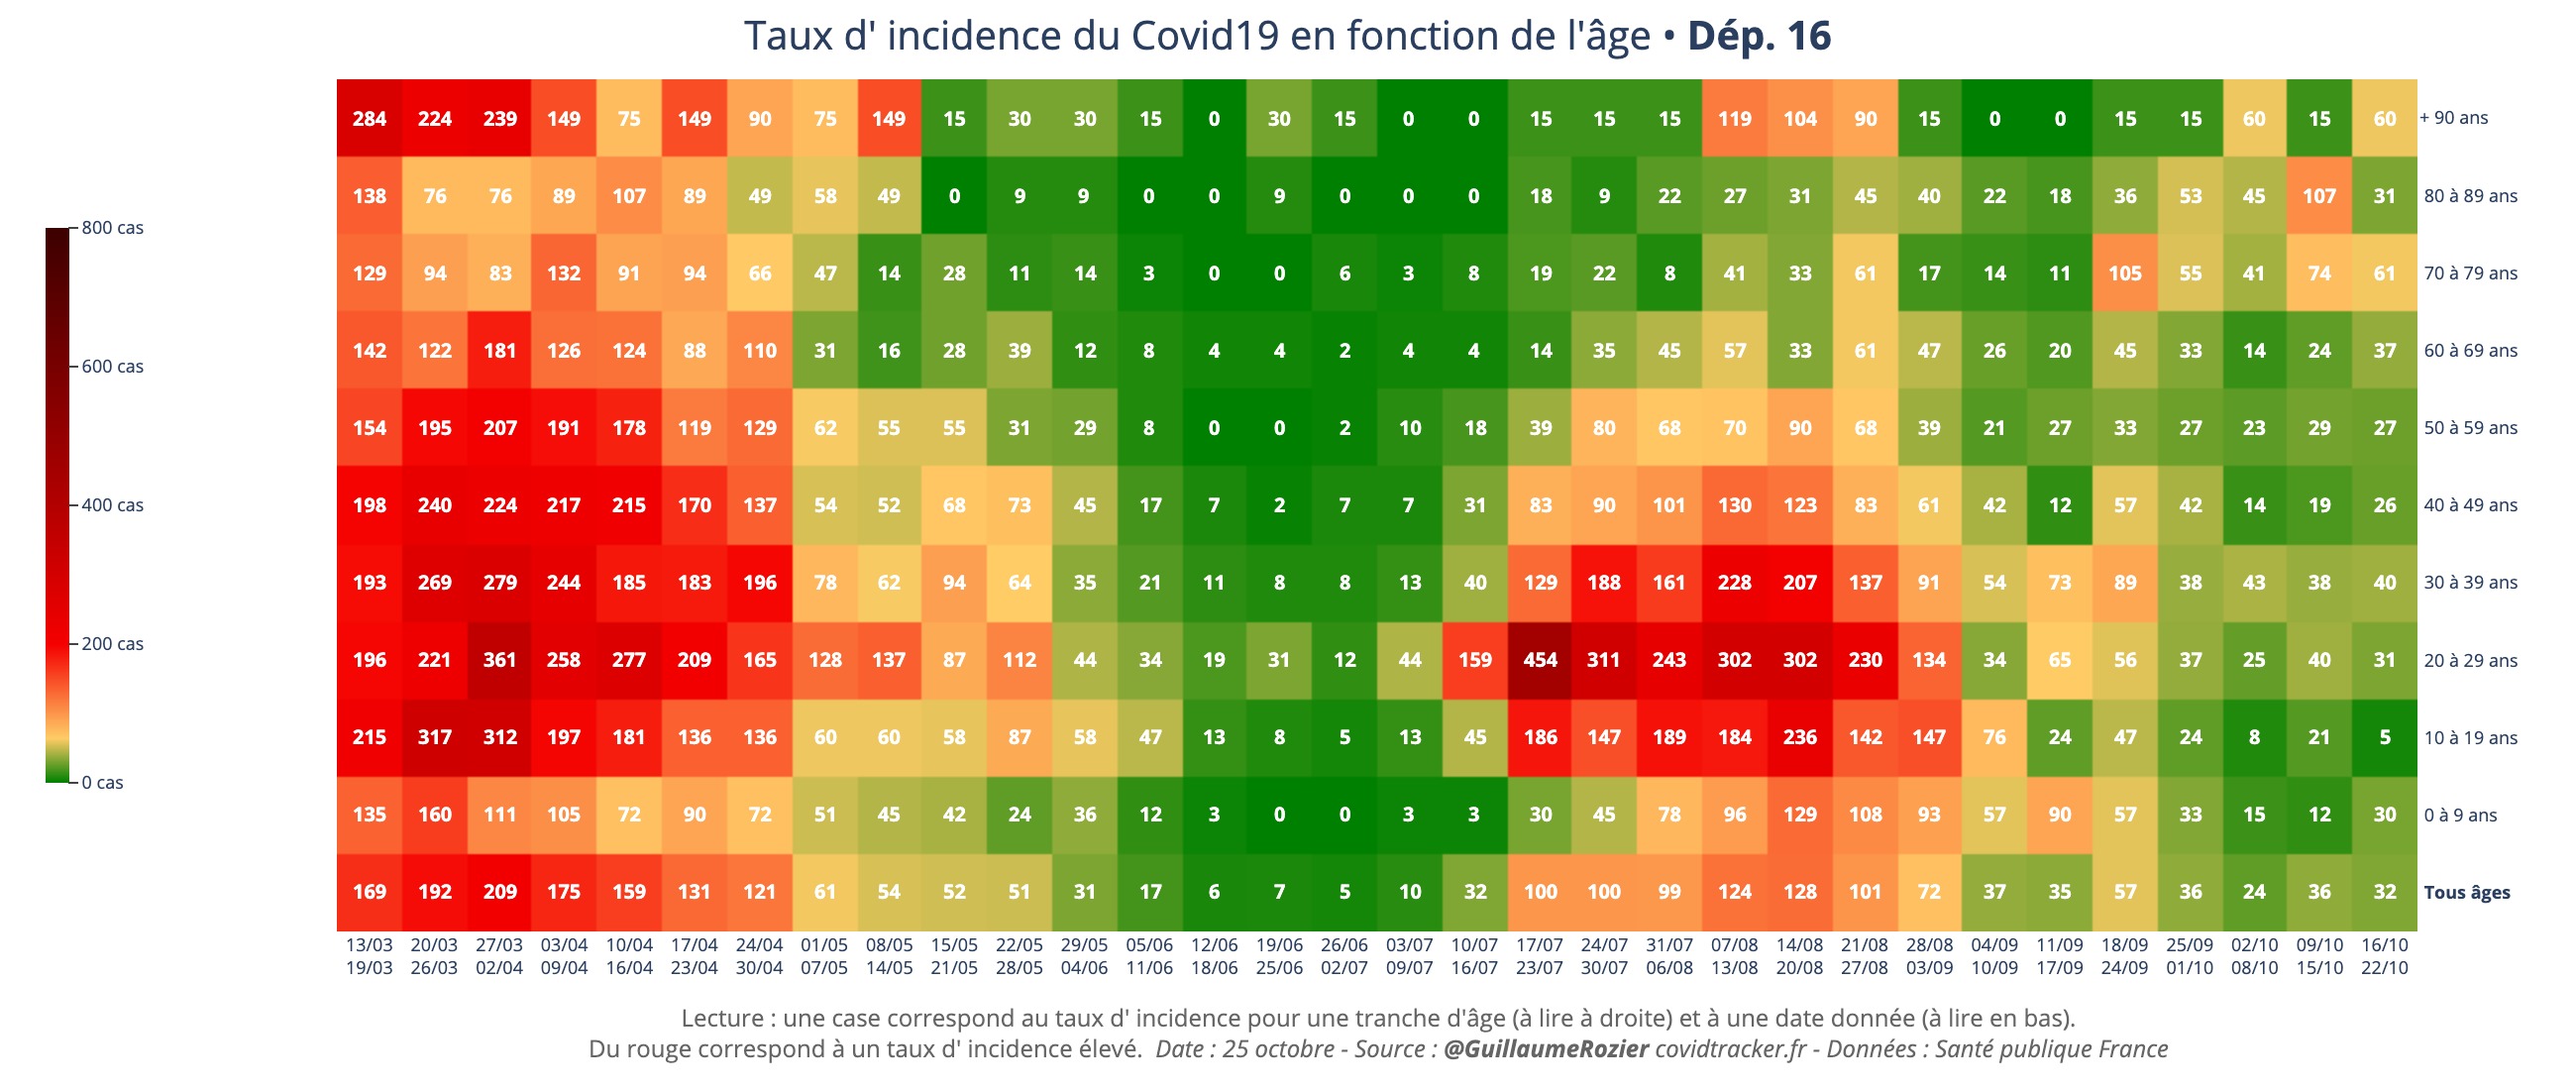 Taux d' incidence du Covid19 en fonction de l'âge • Dép. 16
284 224 239 149 75 149 90 75 149 15 30 30 15 0 30 15 0 0 15 15 15 119 104 90 15 0 0 15 15 60 15 60 + 90 ans
138 76 76 89 107 89 49 58 49 0 9 9 0 0 9 0 0 0 18 9 22 27 31 45 40 22 18 36 53 45 107 31 80 à 89 ans
800 cas
129 94 83 132 91 94 66 47 14 28 11 14 3 0 0 6 3 8 19 22 8 41 33 61 17 14 11 105 55 41 74 61 70 à 79 ans
142 122 181 126 124 88 110 31 16 28 39 12 8 4 4 2 4 4 14 35 45 57 33 61 47 26 20 45 33 14 24 37 60 à 69 ans
600 cas
154 195 207 191 178 119 129 62 55 55 31 29 8 0 0 2 10 18 39 80 68 70 90 68 39 21 27 33 27 23 29 27 50 à 59 ans
400 cas
198 240 224 217 215 170 137 54 52 68 73 45 17 7 2 7 7 31 83 90 101 130 123 83 61 42 12 57 42 14 19 26 40 à 49 ans
193 269 279 244 185 183 196 78 62 94 64 35 21 11 8 8 13 40 129 188 161 228 207 137 91 54 73 89 38 43 38 40 30 à 39 ans
200 cas
196 221 361 258 277 209 165 128 137 87 112 44 34 19 31 12 44 159 454 311 243 302 302 230 134 34 65 56 37 25 40 31 20 à 29 ans
215 317 312 197 181 136 136 60 60 58 87 58 47 13 8 5 13 45 186 147 189 184 236 142 147 76 24 47 24 8 21 5 10 à 19 ans
0 cas
135 160 111 105 72 90 72 51 45 42 24 36 12 3 0 0 3 3 30 45 78 96 129 108 93 57 90 57 33 15 12 30 0 à 9 ans
169 192 209 175 159 131 121 61 54 52 51 31 17 6 7 5 10 32 100 100 99 124 128 101 72 37 35 57 36 24 36 32 Tous âges
13/03 20/03 27/03 03/04 10/04 17/04 24/04 01/05 08/05 15/05 22/05 29/05 05/06 12/06 19/06 26/06 03/07 10/07 17/07 24/07 31/07 07/08 14/08 21/08 28/08 04/09 11/09 18/09 25/09 02/10 09/10 16/10
19/03 26/03 02/04 09/04 16/04 23/04 30/04 07/05 14/05 21/05 28/05 04/06 11/06 18/06 25/06 02/07 09/07 16/07 23/07 30/07 06/08 13/08 20/08 27/08 03/09 10/09 17/09 24/09 01/10 08/10 15/10 22/10
Lecture : une case correspond au taux d' incidence pour une tranche d'âge (à lire à droite) et à une date donnée (à lire en bas).
Du rouge correspond à un taux d' incidence élevé. Date : 25 octobre - Source : @GuillaumeRozier covidtracker.fr - Données : Santé publique France